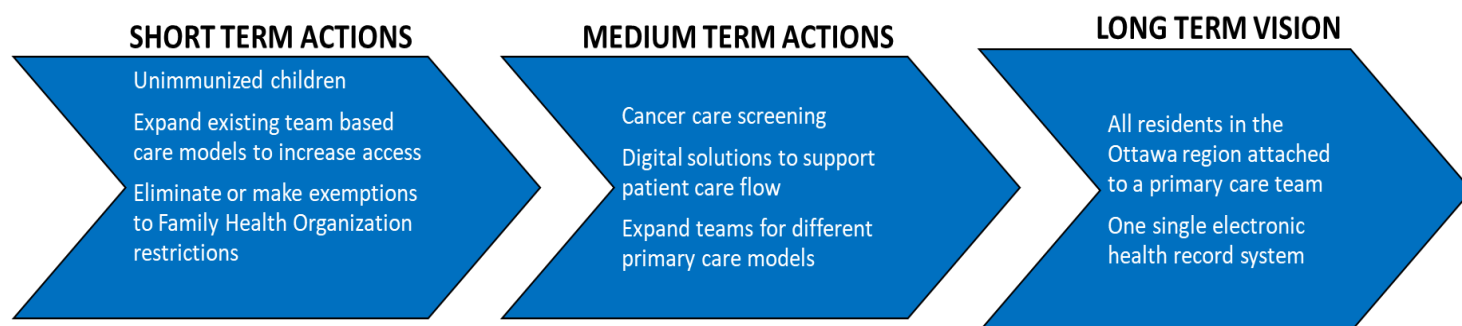 SHORT TERM ACTIONS
Unimmunized children
Expand existing team based
care models to increase access
Eliminate or make exemptions
to Family Health Organization
restrictions
MEDIUM TERM ACTIONS
Cancer care screening
Digital solutions to support
patient care flow
Expand teams for different
primary care models
LONG TERM VISION
All residents in the
Ottawa region attached
to a primary care team
One single electronic
health record system